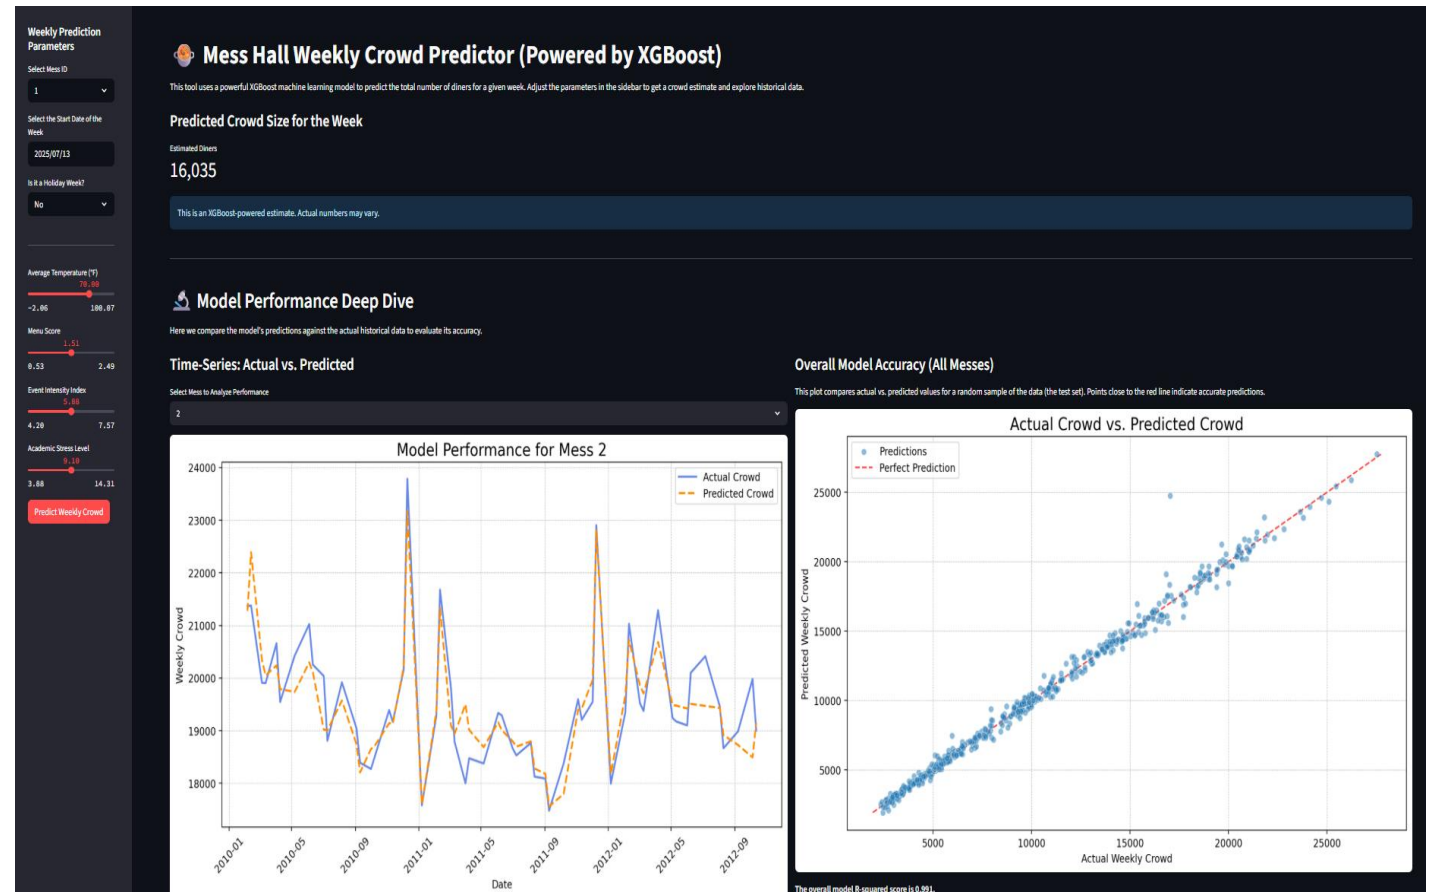 Weekly Prediction
Parameters
Select Mess ID
1
Select the Start Date of the
Week
2025/07/13
Is it a Holiday Week?
No
Average Temperature (°F)
70.00
-2.06 100.07
Menu Score
1.51
0.53 2.49
Event Intensity Index
5.88
4.20 7.57
Academic Stress Level
9.10
3.88 14.31
Predict Weekly Crowd
Mess Hall Weekly Crowd Predictor (Powered by XGBoost)
This tool uses a powerful XGBoost machine learning model to predict the total number of diners for a given week. Adjust the parameters in the sidebar to get a crowd estimate and explore historical data.
Predicted Crowd Size for the Week
Estimated Diners
16,035
This is an XGBoost-powered estimate. Actual numbers may vary.
Model Performance Deep Dive
Here we compare the model's predictions against the actual historical data to evaluate its accuracy.
Time-Series: Actual vs. Predicted
Select Mess to Analyze Performance
2
Model Performance for Mess 2
Actual Crowd
Predicted Crowd
Weekly Crowd
24000
23000
22000
21000
20000
19000
18000
2010-01 2010-05 2010-09 2011-01 2011-05 2011-09 2012-01 2012-05 2012-09
Date
Overall Model Accuracy (All Messes)
This plot compares actual vs. predicted values for a random sample of the data (the test set). Points close to the red line indicate accurate predictions.
Actual Crowd vs. Predicted Crowd
Predictions
Perfect Prediction
Predicted Weekly Crowd
25000
20000
15000
10000
5000
5000 10000 15000 20000 25000
Actual Weekly Crowd
The overall model R-squared score is 0.991.